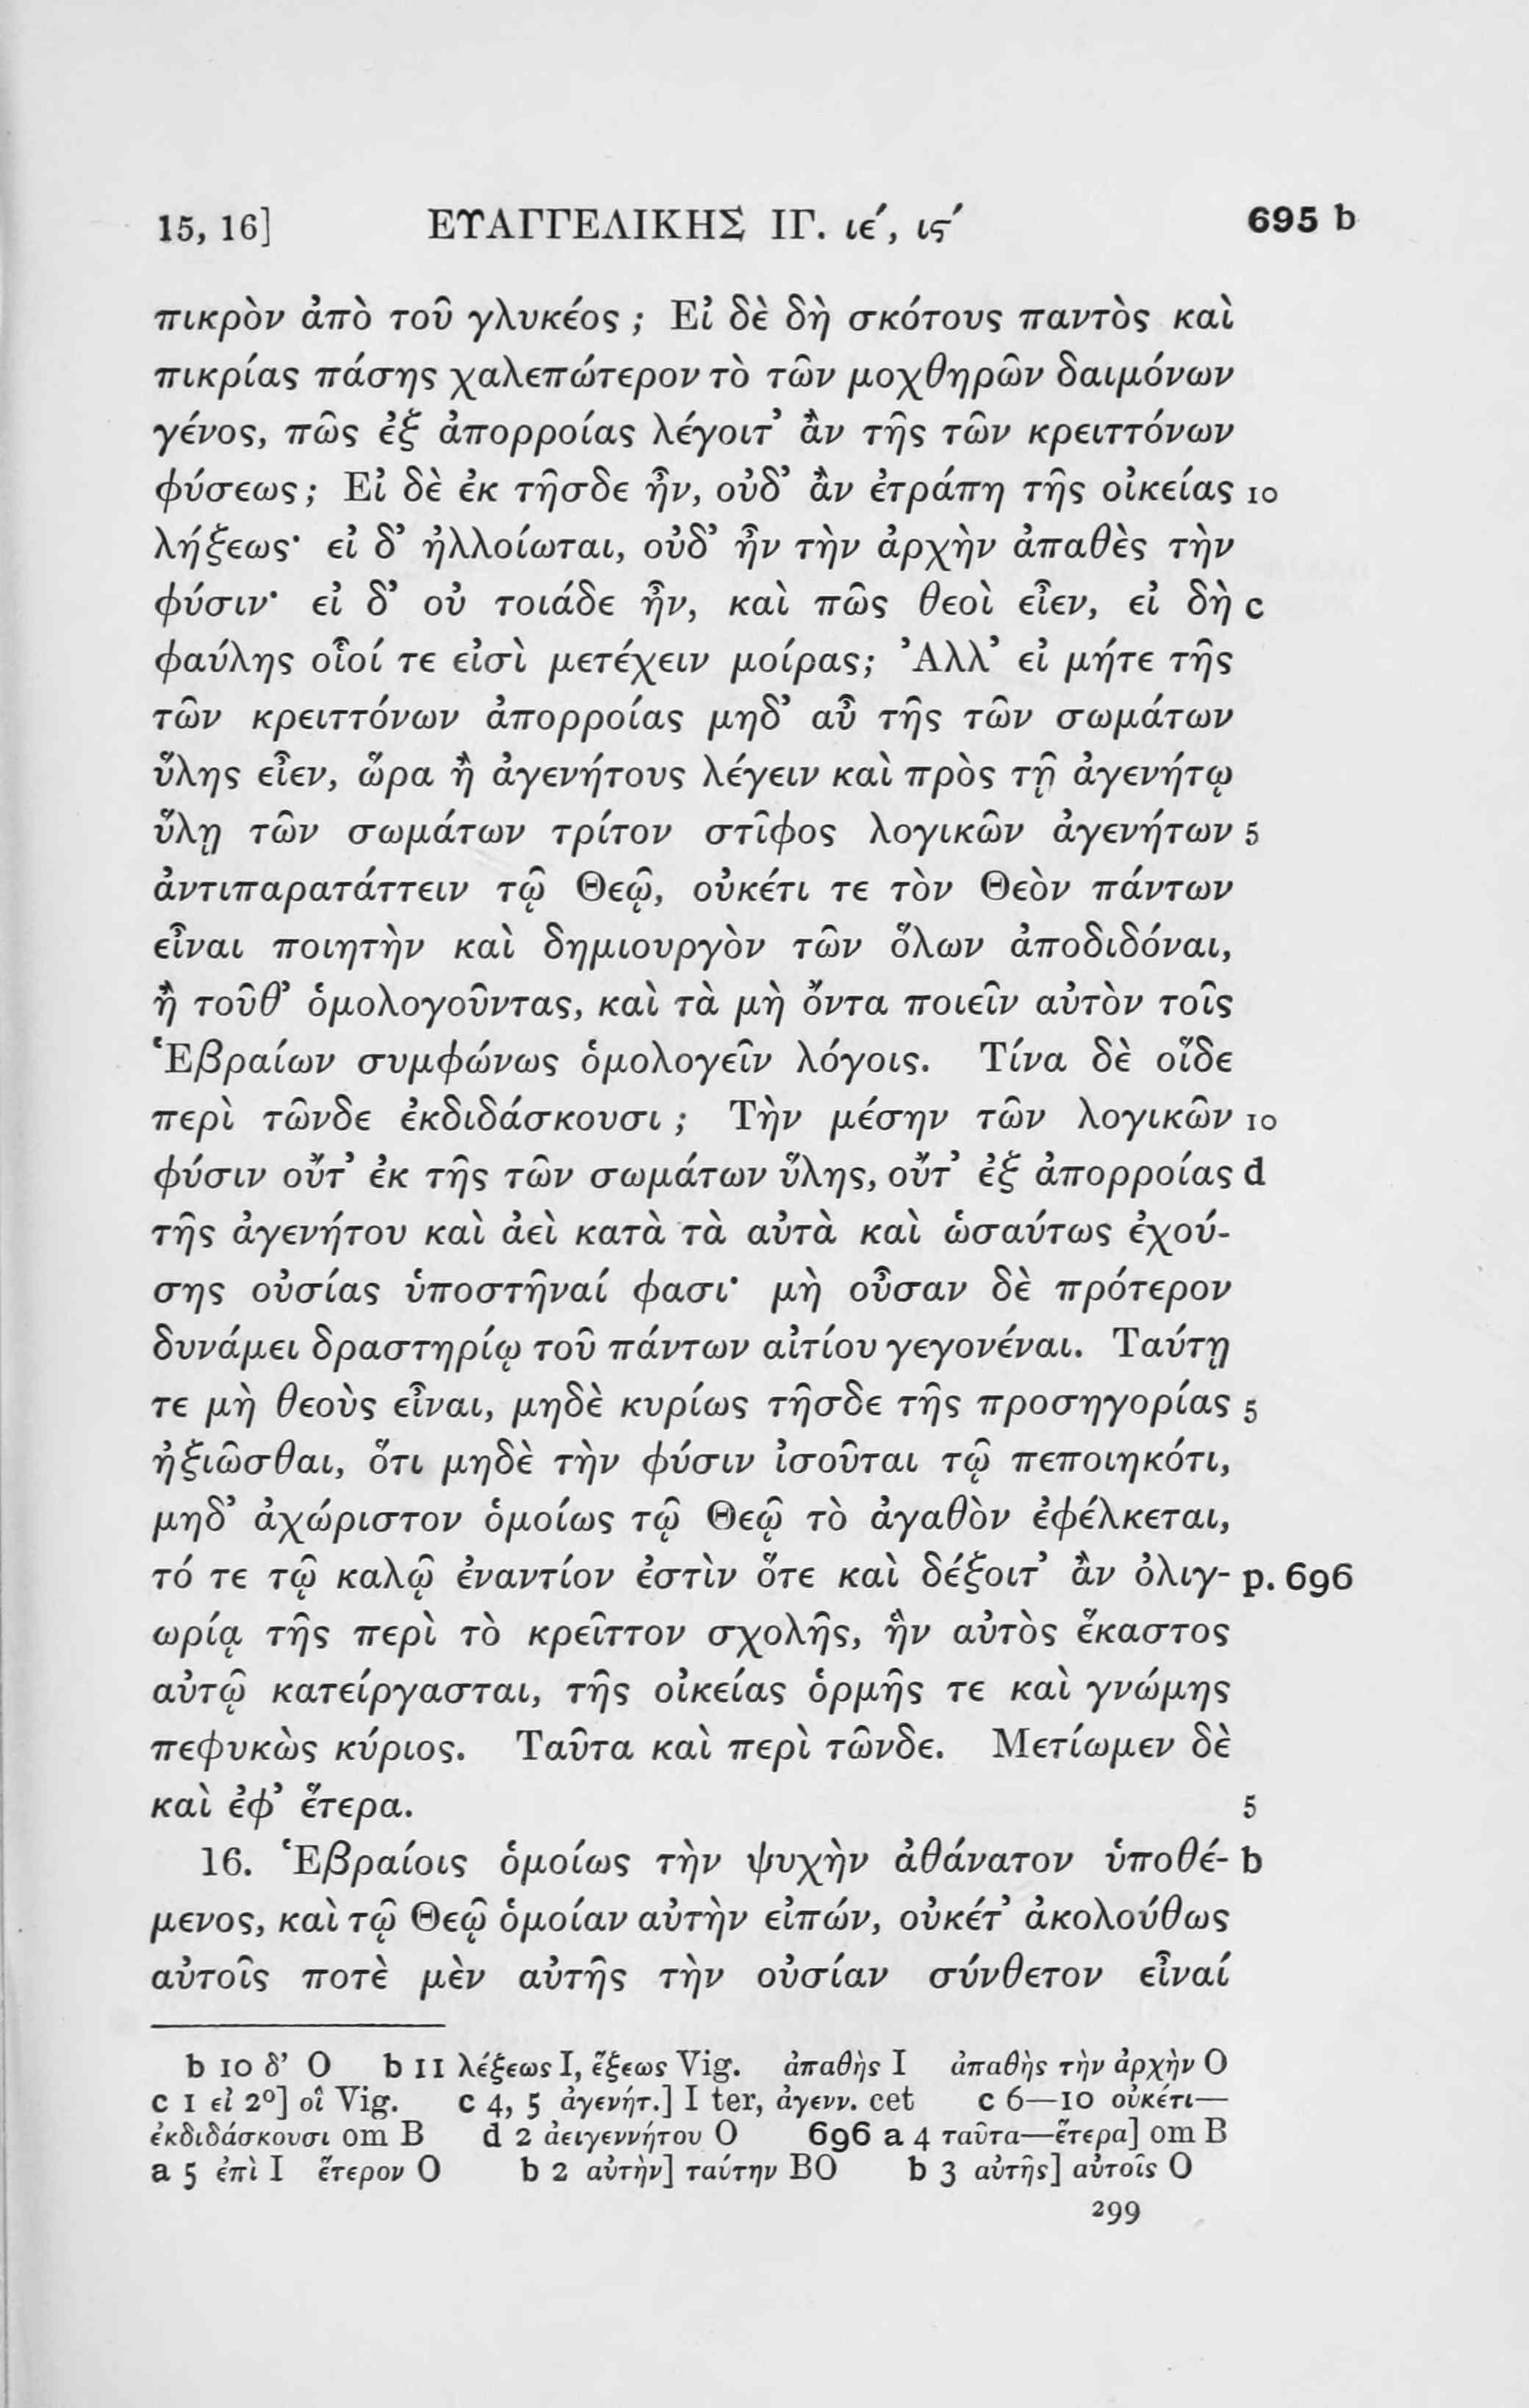 15, 16] ΕΥΑΓΓΕΛΙΚΗΣ ΙΓ. ιε´, ις´ 695 b
πικρὸν ἀπὸ τοῦ γλυκέος ; Εἰ δὲ δὴ σκότους παντὸς καὶ
πικρίας πάσης χαλεπώτερον τὸ τῶν μοχθηρῶν δαιμόνων
γένος, πῶς ἐξ ἀπορροίας λέγοιτ’ ἂν τῆς τῶν κρειττόνων
φύσεως ; Εἰ δὲ ἐκ τῆσδε ἦν, οὐδ’ ἂν ἐτράπη τῆς οἰκείας 10
λήξεως· εἰ δ’ ἠλλοίωται, οὐδ’ ἦν τὴν ἀρχὴν ἀπαθὲς τὴν
φύσιν· εἰ δ’ οὐ τοιάδε ἦν, καὶ πῶς θεοὶ εἶεν, εἰ δὴ c
φαύλης οἷοί τε εἰσὶ μετέχειν μοίρας; Ἀλλ’ εἰ μήτε τῆς
τῶν κρειττόνων ἀπορροίας μηδ’ αὖ τῆς τῶν σωμάτων
ὕλης εἶεν, ὥρα ἢ ἀγενήτους λέγειν καὶ πρὸς τῇ ἀγενήτῳ
ὕλῃ τῶν σωμάτων τρίτον στῖφος λογικῶν ἀγενήτων 5
ἀντιπαρατάττειν τῷ Θεῷ, οὐκέτι τε τὸν Θεὸν πάντων
εἶναι ποιητὴν καὶ δημιουργὸν τῶν ὅλων ἀποδιδόναι,
ἢ τοῦθ’ ὁμολογοῦντας, καὶ τὰ μὴ ὄντα ποιεῖν αὐτὸν τοῖς
Ἑβραίων συμφώνως ὁμολογεῖν λόγοις. Τίνα δὲ οἵδε
περὶ τῶνδε ἐκδιδάσκουσι ; Τὴν μέσην τῶν λογικῶν 10
φύσιν οὔτ’ ἐκ τῆς τῶν σωμάτων ὕλης, οὔτ’ ἐξ ἀπορροίας d
τῆς ἀγενήτου καὶ ἀεὶ κατὰ τὰ αὐτὰ καὶ ὡσαύτως ἐχού-
σης οὐσίας ὑποστῆναί φασι· μὴ οὖσαν δὲ πρότερον
δυνάμει δραστηρίῳ τοῦ πάντων αἰτίου γεγονέναι. Ταύτῃ
τε μὴ θεοὺς εἶναι, μηδὲ κυρίως τῆσδε τῆς προσηγορίας 5
ἠξιῶσθαι, ὅτι μηδὲ τὴν φύσιν ἰσοῦται τῷ πεποιηκότι,
μηδ’ ἀχώριστον ὁμοίως τῷ Θεῷ τὸ ἀγαθὸν ἐφέλκεται,
τό τε τῷ καλῷ ἐναντίον ἐστὶν ὅτε καὶ δέξοιτ’ ἂν ὀλιγ- p. 696
ωρίᾳ τῆς περὶ τὸ κρεῖττον σχολῆς, ἣν αὐτὸς ἕκαστος
αὑτῷ κατείργασται, τῆς οἰκείας ὁρμῆς τε καὶ γνώμης
πεφυκὼς κύριος. Ταῦτα καὶ περὶ τῶνδε. Μετίωμεν δὲ
καὶ ἐφ’ ἕτερα. 5
16. Ἑβραίοις ὁμοίως τὴν ψυχὴν ἀθάνατον ὑποθέ- b
μενος, καὶ τῷ Θεῷ ὁμοίαν αὐτὴν εἰπών, οὐκέτ’ ἀκολούθως
αὐτοῖς ποτὲ μὲν αὐτῆς τὴν οὐσίαν σύνθετον εἶναί
b 10 δ’ O b 11 λέξεως I, ἕξεως Vig. ἀπαθὴς I ἀπαθὴς τὴν ἀρχὴν O
c 1 εἰ 2º] οἳ Vig. c 4, 5 ἀγενήτ.] I ter, ἀγενν. cet c 6—10 οὐκέτι—
ἐκδιδάσκουσι om B d 2 ἀειγεννήτου O 696 a 4 ταῦτα—ἕτερα] om B
a 5 ἐπὶ I ἕτερον O b 2 αὐτὴν] ταύτην BO b 3 αὐτῆς] αὐτοῖς O
299